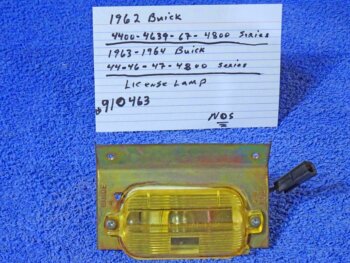 1962 Buick
4400-4639-67-4800 Series
1963-1964 Buick
44-46-47-4800 Series
License Lamp
910463
NOS